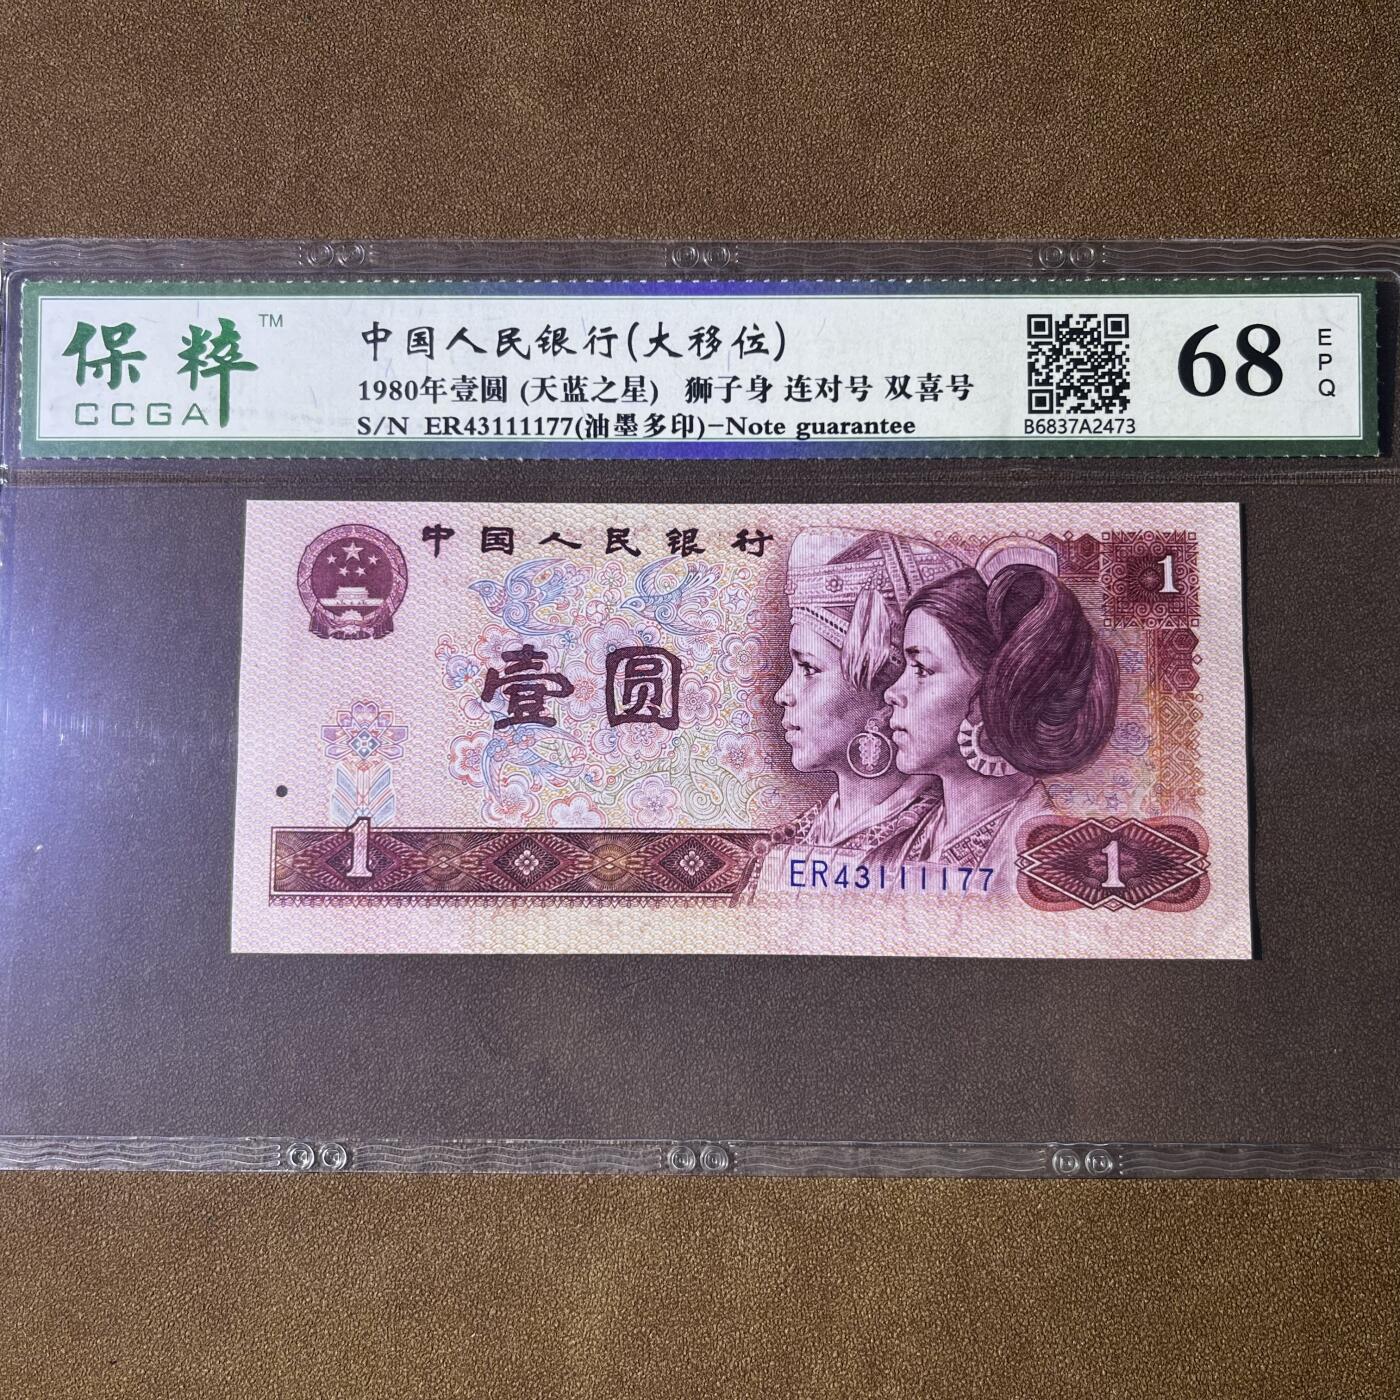 保粹 TM
CCGA
中国人民银行(大移位)
1980年壹圆 (天蓝之星) 狮子身 连对号 双喜号
S/N ER43111177(油墨多印)-Note guarantee
B6837A2473
68
EPQ
中国人民银行
1
壹圆
1
ER43111177
1